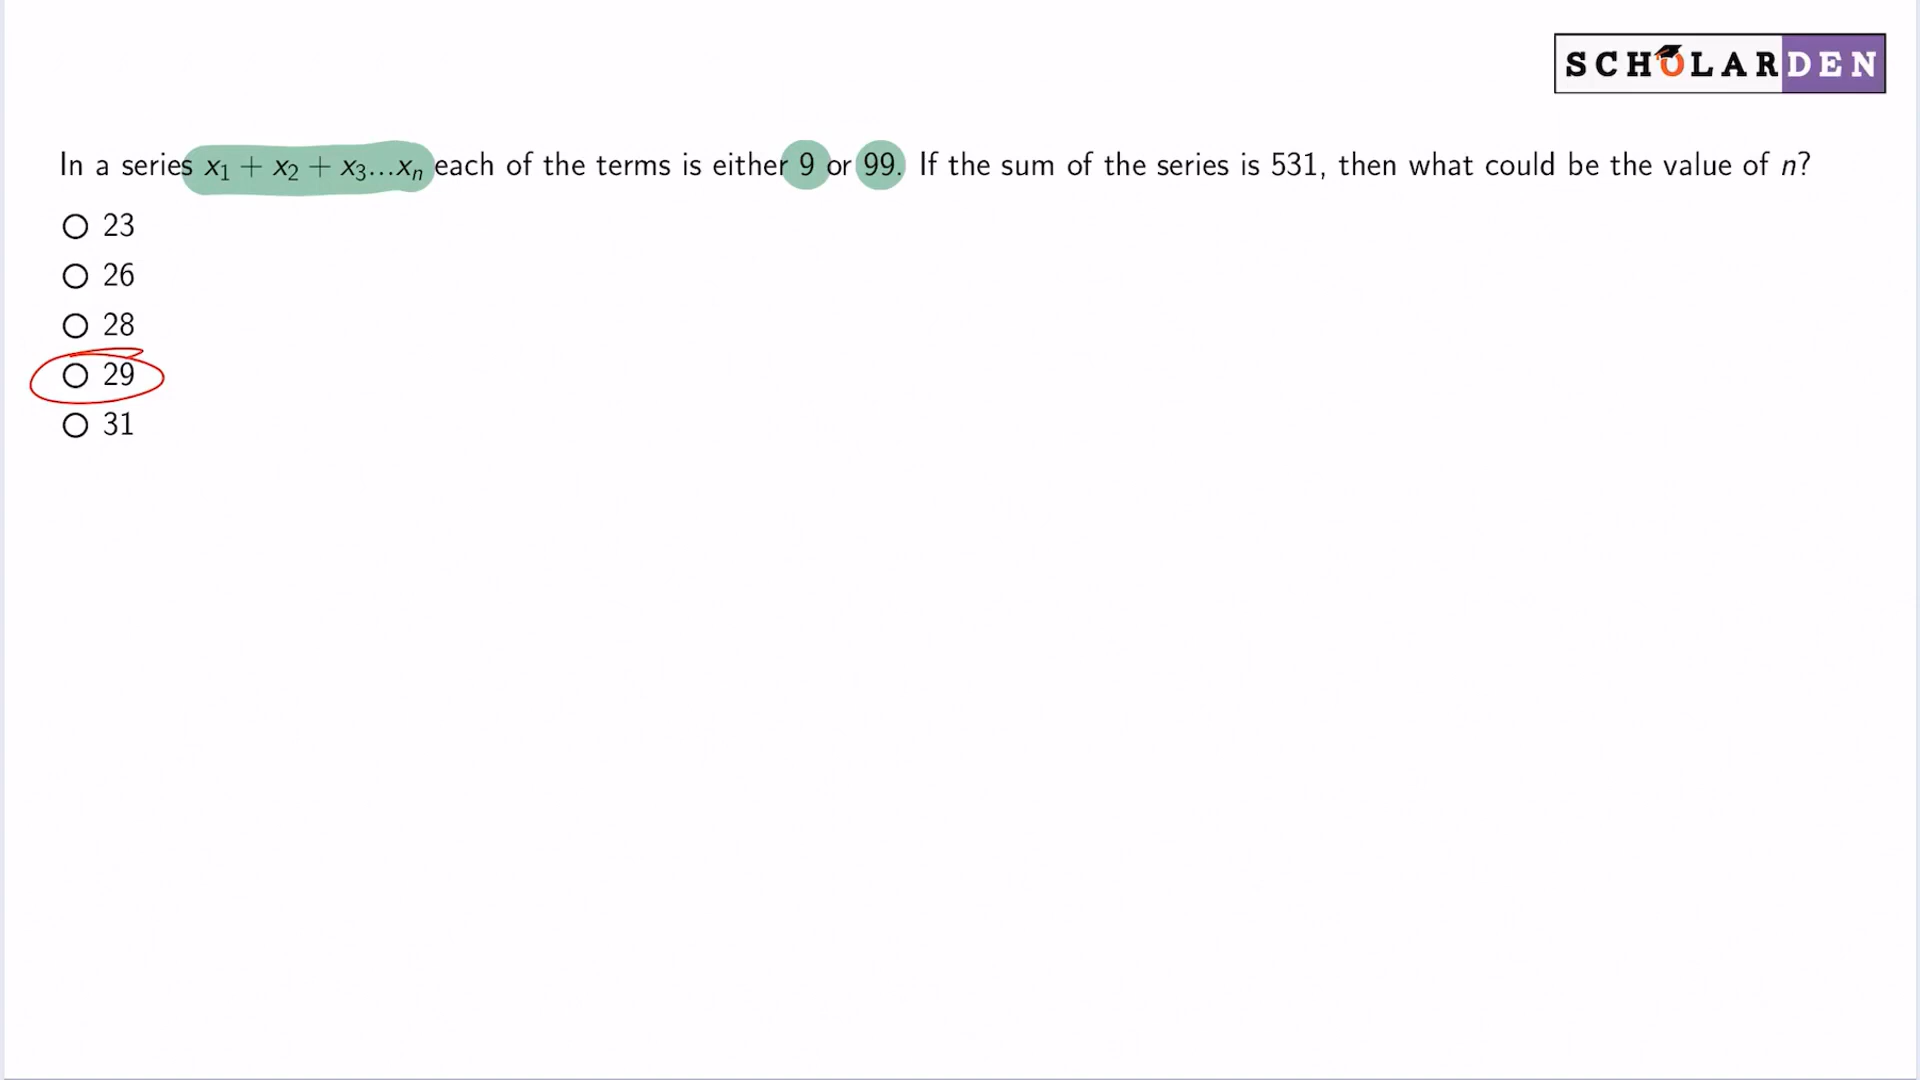 SCHOLARDEN
In a series x₁ + x₂ + x₃...xₙ each of the terms is either 9 or 99. If the sum of the series is 531, then what could be the value of n?
23
26
28
29
31